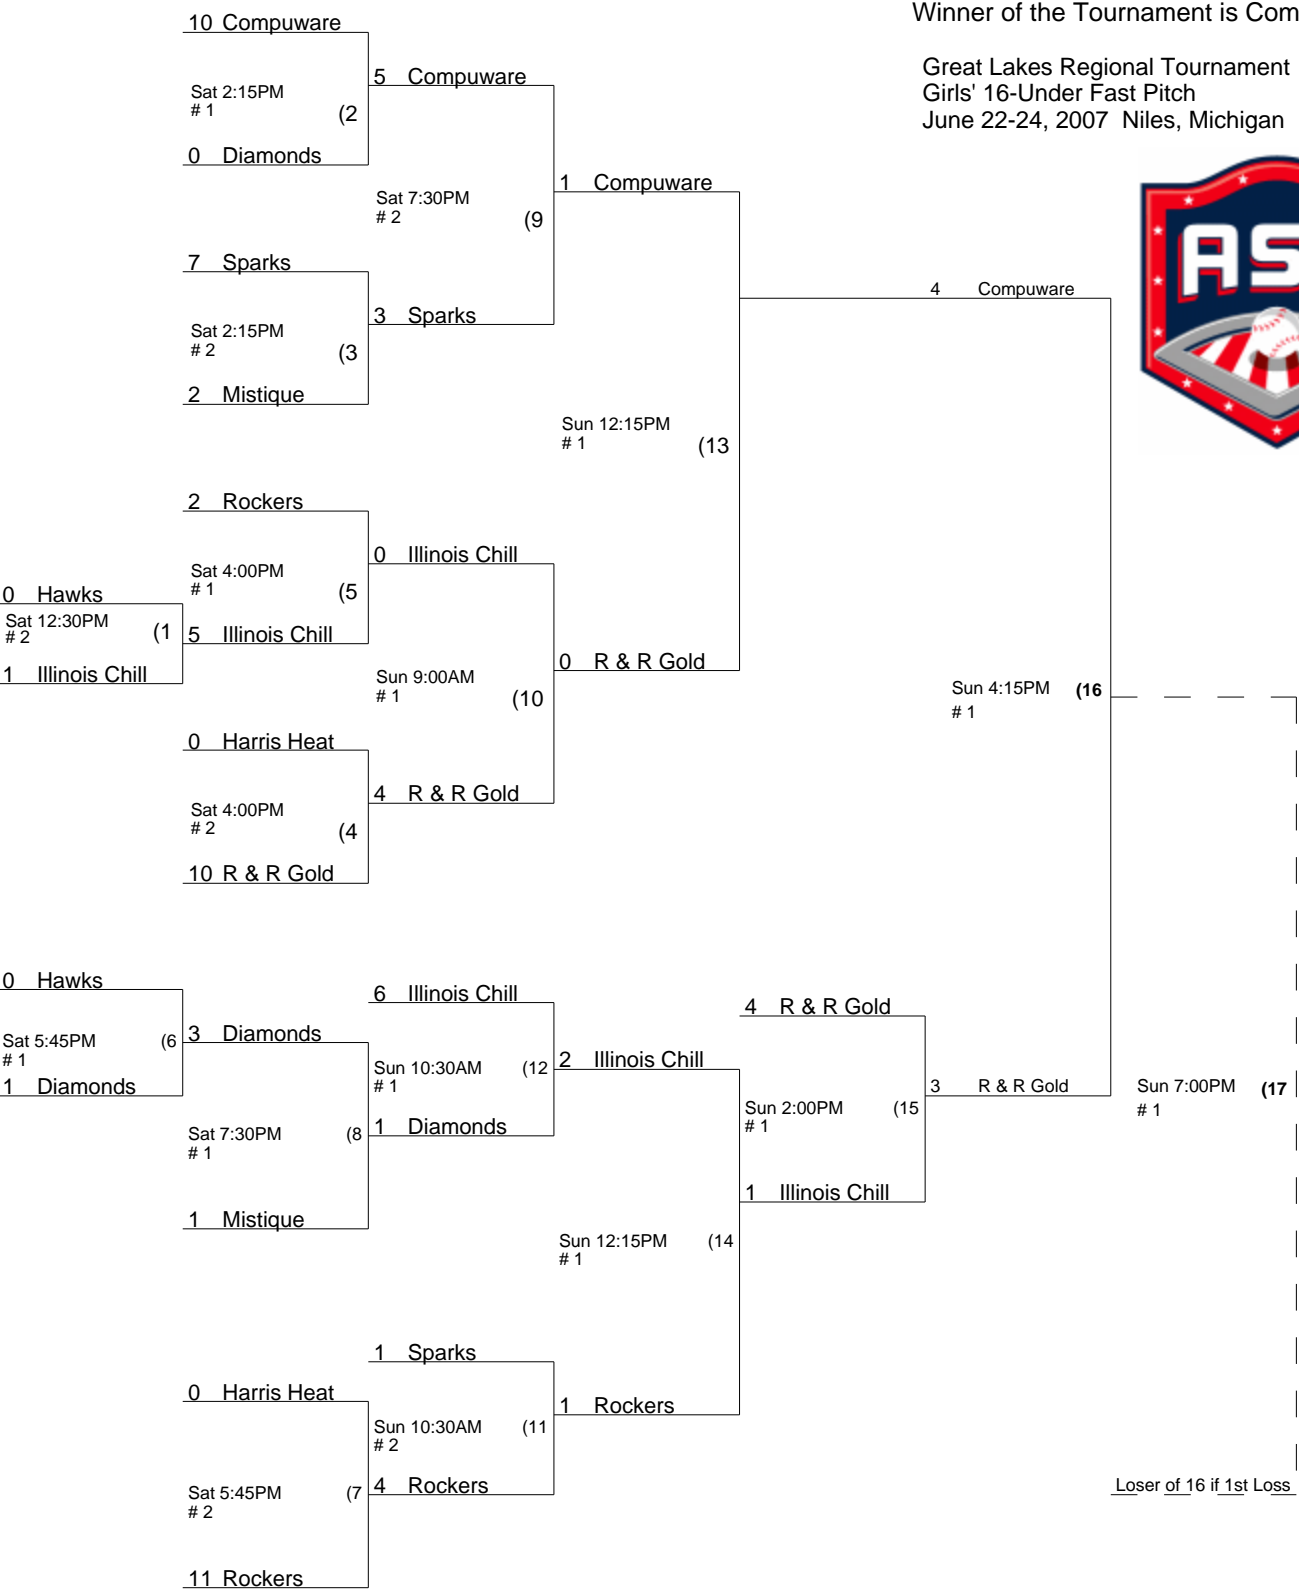 Winner of the Tournament is Com
Great Lakes Regional Tournament
Girls' 16-Under Fast Pitch
June 22-24, 2007 Niles, Michigan
AS
10 Compuware
Sat 2:15PM
# 1
(2
0 Diamonds
5 Compuware
Sat 7:30PM
# 2
(9
7 Sparks
Sat 2:15PM
# 2
(3
2 Mistique
3 Sparks
1 Compuware
Sun 12:15PM
# 1
(13
4 Compuware
2 Rockers
Sat 4:00PM
# 1
(5
0 Hawks
Sat 12:30PM
# 2
(1
1 Illinois Chill
5 Illinois Chill
0 Illinois Chill
Sun 9:00AM
# 1
(10
0 R & R Gold
0 Harris Heat
Sat 4:00PM
# 2
(4
10 R & R Gold
4 R & R Gold
Sun 4:15PM
# 1
(16
0 Hawks
Sat 5:45PM
# 1
(6
1 Diamonds
3 Diamonds
Sat 7:30PM
# 1
(8
1 Mistique
6 Illinois Chill
Sun 10:30AM
# 1
(12
1 Diamonds
2 Illinois Chill
Sun 12:15PM
# 1
(14
4 R & R Gold
Sun 2:00PM
# 1
(15
1 Illinois Chill
3 R & R Gold
Sun 7:00PM
# 1
(17
1 Sparks
0 Harris Heat
Sun 10:30AM
# 2
(11
1 Rockers
Sat 5:45PM
# 2
(7
4 Rockers
11 Rockers
Loser of 16 if 1st Loss